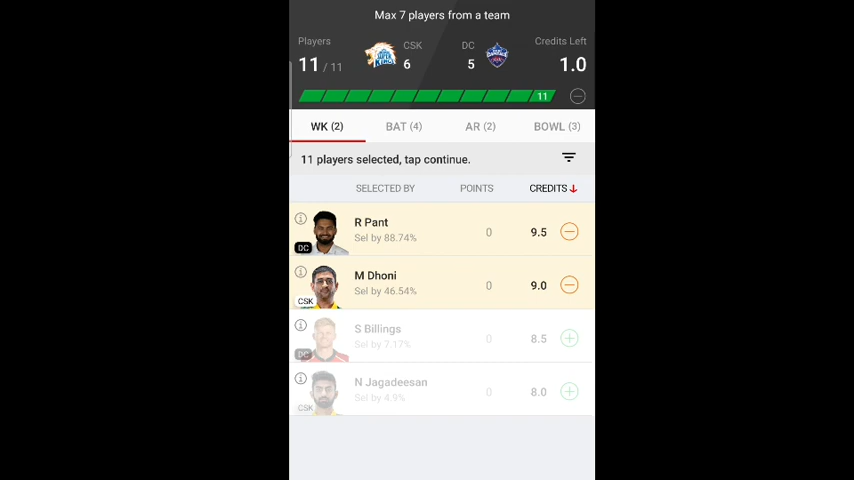 Max 7 players from a team
Players
CSK
DC
Credits Left
11 / 11
6
5
1.0
11
WK (2)
BAT (4)
AR (2)
BOWL (3)
11 players selected, tap continue.
SELECTED BY
POINTS
CREDITS
R Pant
Sel by 88.74%
0
9.5
DC
M Dhoni
Sel by 46.54%
0
9.0
CSK
S Billings
Sel by 7.17%
0
8.5
DC
N Jagadeesan
Sel by 4.9%
0
8.0
CSK